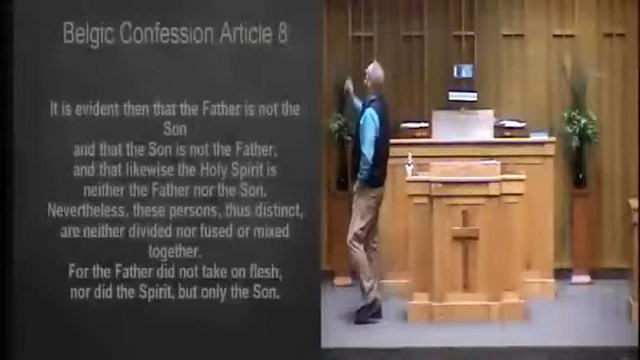 Belgic Confession Article 8
It is evident then that the Father is not the
Son
and that the Son is not the Father,
and that likewise the Holy Spirit is
neither the Father nor the Son.
Nevertheless, these persons, thus distinct,
are neither divided nor fused or mixed
together.
For the Father did not take on flesh,
nor did the Spirit, but only the Son.